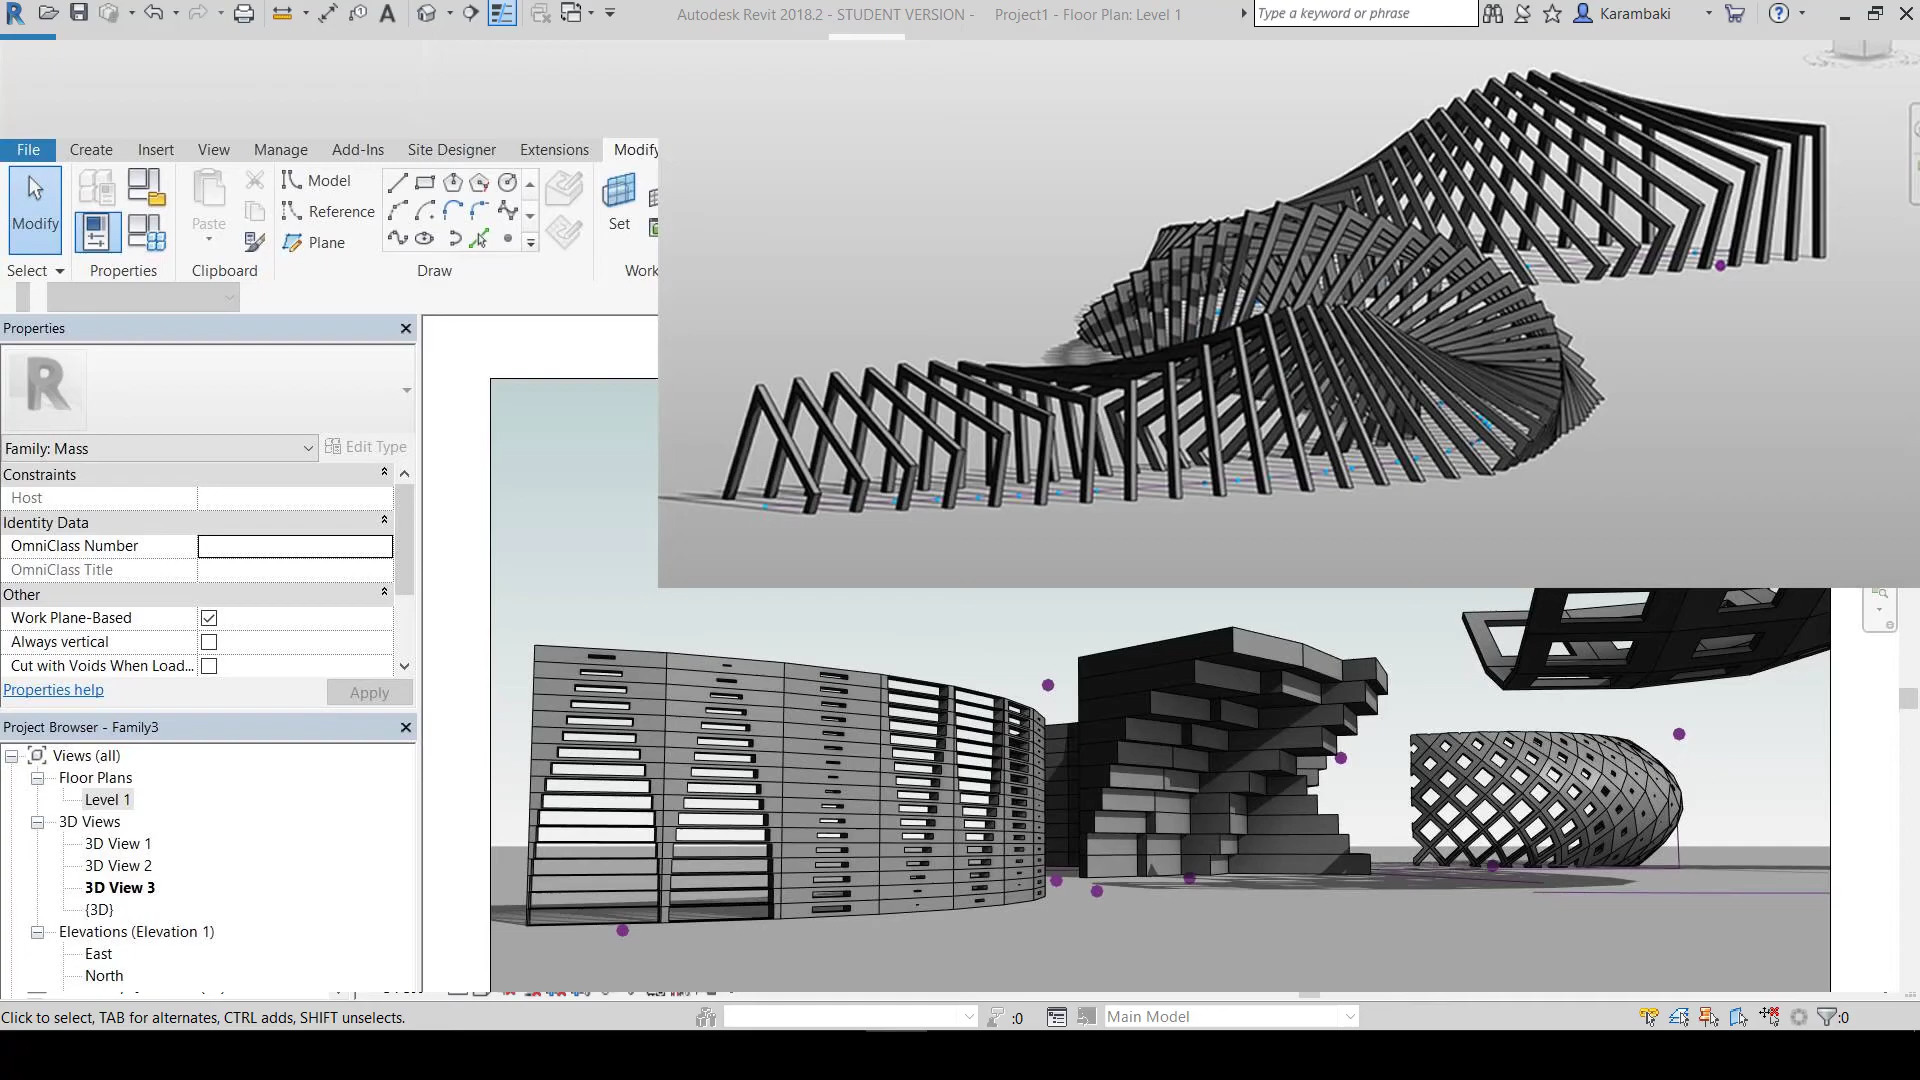 Autodesk Revit 2018.2 - STUDENT VERSION - Project1 - Floor Plan: Level 1
Type a keyword or phrase
Karambaki
File Create Insert View Manage Add-Ins Site Designer Extensions Modify
Modify
Paste
Model
Reference
Plane
Set
Select Properties Clipboard Draw Work
Properties
Family: Mass Edit Type
Constraints
Host
Identity Data
OmniClass Number
OmniClass Title
Other
Work Plane-Based
Always vertical
Cut with Voids When Load...
Properties help Apply
Project Browser - Family3
Views (all)
Floor Plans
Level 1
3D Views
3D View 1
3D View 2
3D View 3
{3D}
Elevations (Elevation 1)
East
North
Click to select, TAB for alternates, CTRL adds, SHIFT unselects.
:0
Main Model
:0